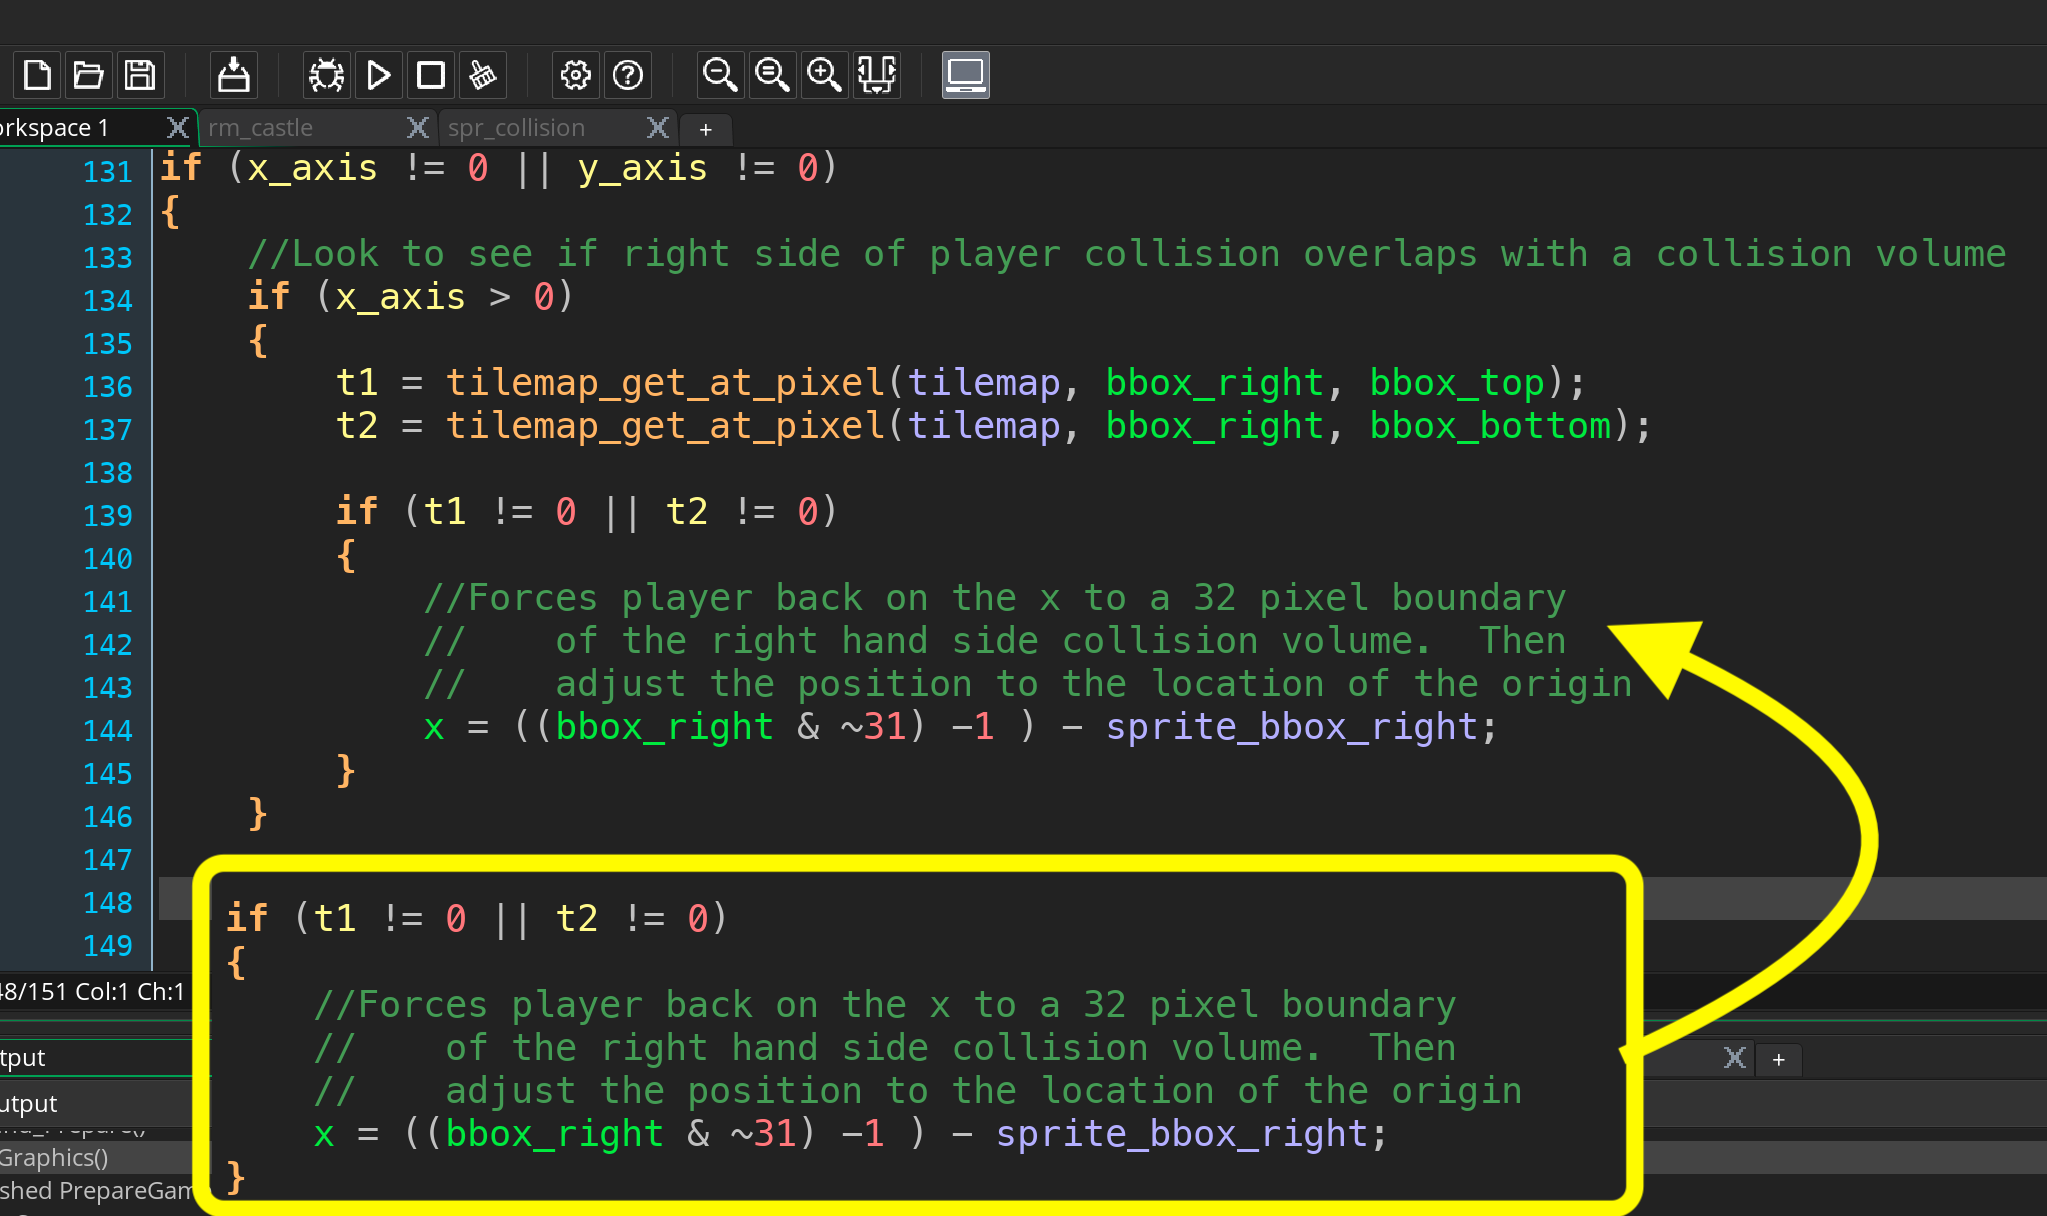 orkspace 1 rm_castle spr_collision +
131 if (x_axis != 0 || y_axis != 0)
132 {
133 //Look to see if right side of player collision overlaps with a collision volume
134 if (x_axis > 0)
135 {
136 t1 = tilemap_get_at_pixel(tilemap, bbox_right, bbox_top);
137 t2 = tilemap_get_at_pixel(tilemap, bbox_right, bbox_bottom);
138
139 if (t1 != 0 || t2 != 0)
140 {
141 //Forces player back on the x to a 32 pixel boundary
142 //    of the right hand side collision volume.  Then
143 //    adjust the position to the location of the origin
144 x = ((bbox_right & ~31) -1 ) - sprite_bbox_right;
145 }
146 }
147
148
149
if (t1 != 0 || t2 != 0)
{
//Forces player back on the x to a 32 pixel boundary
//    of the right hand side collision volume.  Then
//    adjust the position to the location of the origin
x = ((bbox_right & ~31) -1 ) - sprite_bbox_right;
}
48/151 Col:1 Ch:1
tput
+
utput
Graphics()
shed PrepareGam